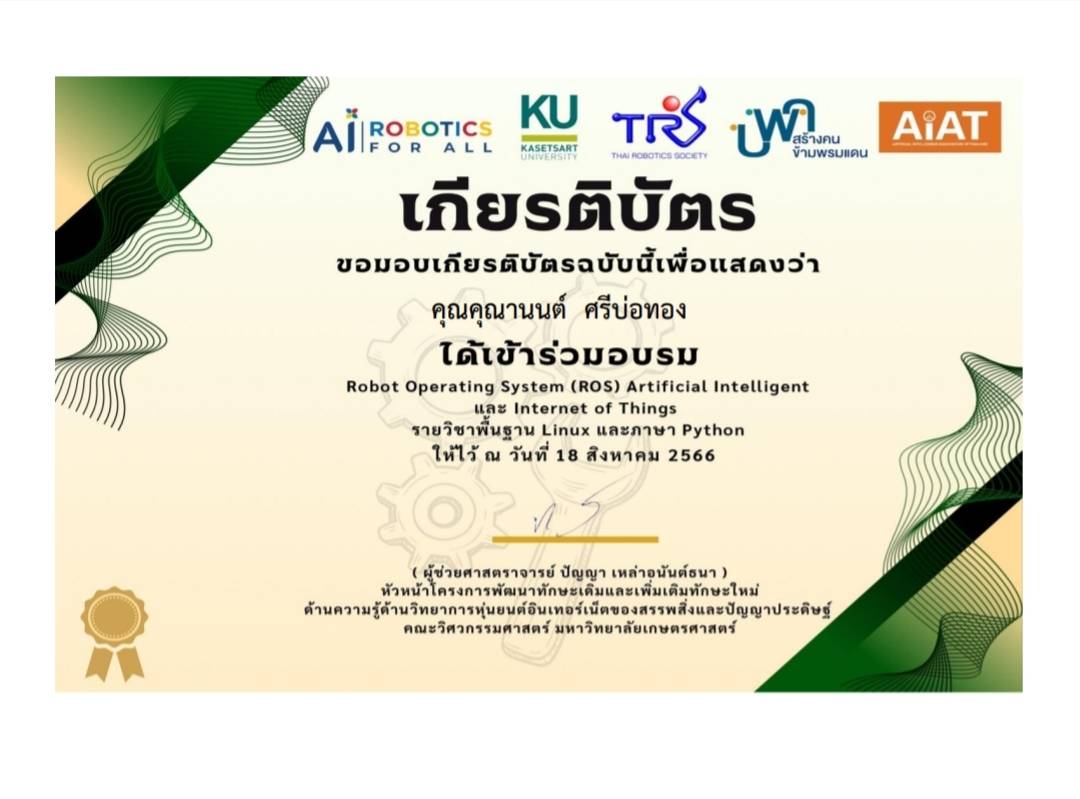 AI ROBOTICS FOR ALL
KU
KASETSART
UNIVERSITY
TRS
THAI ROBOTICS SOCIETY
สร้างคน
ข้ามพรมแดน
AiAT
เกียรติบัตร
ขอมอบเกียรติบัตรฉบับนี้เพื่อแสดงว่า
คุณคุณานนต์ ศรีบ่อทอง
ได้เข้าร่วมอบรม
Robot Operating System (ROS) Artificial Intelligent
และ Internet of Things
รายวิชาพื้นฐาน Linux และภาษา Python
ให้ไว้ ณ วันที่ 18 สิงหาคม 2566
( ผู้ช่วยศาสตราจารย์ ปัญญา เหล่าอนันต์ธนา )
หัวหน้าโครงการพัฒนาทักษะเดิมและเพิ่มเติมทักษะใหม่
ด้านความรู้ด้านวิทยาการหุ่นยนต์อินเทอร์เน็ตของสรรพสิ่งและปัญญาประดิษฐ์
คณะวิศวกรรมศาสตร์ มหาวิทยาลัยเกษตรศาสตร์